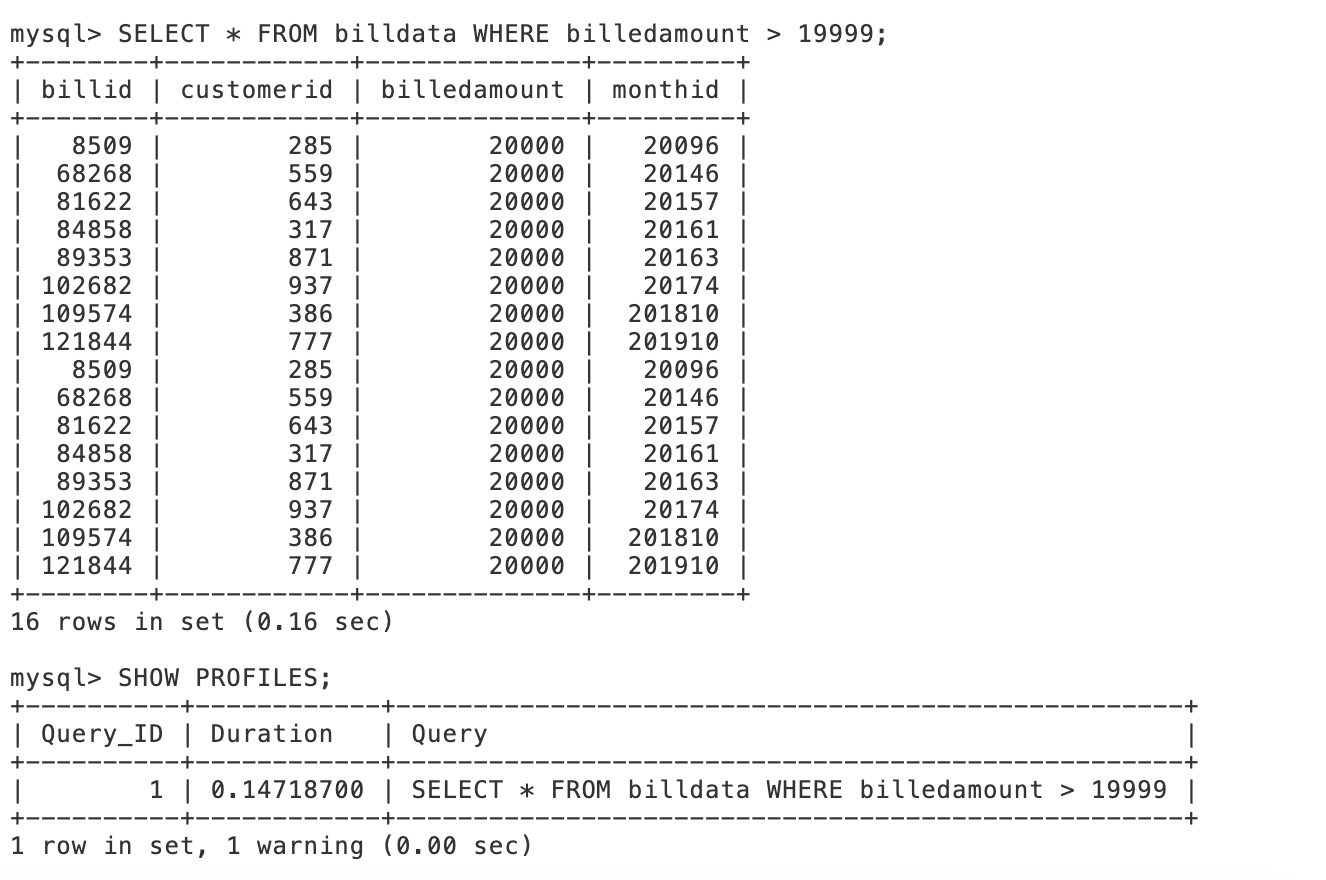 mysql> SELECT * FROM billdata WHERE billedamount > 19999;
+--------+------------+--------------+---------+
| billid | customerid | billedamount | monthid |
+--------+------------+--------------+---------+
|   8509 |        285 |        20000 |   20096 |
|  68268 |        559 |        20000 |   20146 |
|  81622 |        643 |        20000 |   20157 |
|  84858 |        317 |        20000 |   20161 |
|  89353 |        871 |        20000 |   20163 |
| 102682 |        937 |        20000 |   20174 |
| 109574 |        386 |        20000 |  201810 |
| 121844 |        777 |        20000 |  201910 |
|   8509 |        285 |        20000 |   20096 |
|  68268 |        559 |        20000 |   20146 |
|  81622 |        643 |        20000 |   20157 |
|  84858 |        317 |        20000 |   20161 |
|  89353 |        871 |        20000 |   20163 |
| 102682 |        937 |        20000 |   20174 |
| 109574 |        386 |        20000 |  201810 |
| 121844 |        777 |        20000 |  201910 |
+--------+------------+--------------+---------+
16 rows in set (0.16 sec)

mysql> SHOW PROFILES;
+----------+------------+---------------------------------------------------+
| Query_ID | Duration   | Query                                             |
+----------+------------+---------------------------------------------------+
|        1 | 0.14718700 | SELECT * FROM billdata WHERE billedamount > 19999 |
+----------+------------+---------------------------------------------------+
1 row in set, 1 warning (0.00 sec)